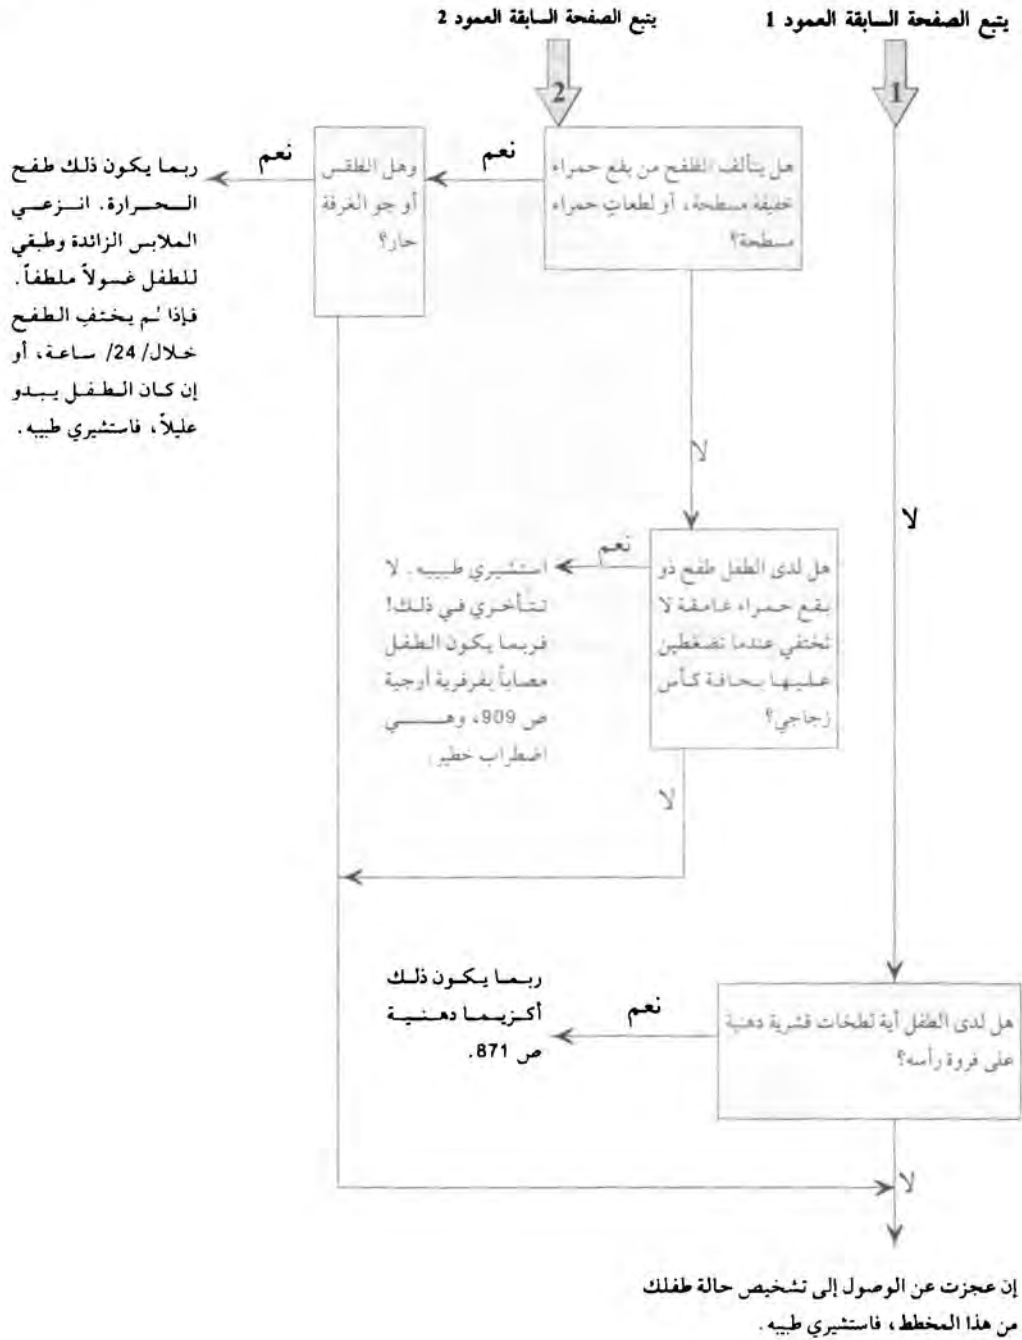 يتبع الصفحة السابقة العمود 1
يتبع الصفحة السابقة العمود 2
1
2
هل يتألف الطفح من بقع حمراء
خفيفة مسطحة، أو لطعاتٍ حمراء
مسطحة؟
نعم
وهل الطقس
أو جو الغرفة
حار؟
نعم
ربما يكون ذلك طفح
الحرارة. انزعي
الملابس الزائدة وطبقي
للطفل غسولاً ملطفاً.
فإذا لم يختفِ الطفح
خلال /24/ ساعة، أو
إن كان الطفل يبدو
عليلاً، فاستشيري طبيبه.
لا
لا
هل لدى الطفل طفح ذو
بقع حمراء غامقة لا
تختفي عندما تضغطين
عليها بحافة كأس
زجاجي؟
نعم
استشيري طبيبه. لا
تتأخري في ذلك!
فربما يكون الطفل
مصاباً بفرفرية أرجية
ص 909، وهي
اضطراب خطير
لا
هل لدى الطفل أية لطخات قشرية دهنية
على فروة رأسه؟
نعم
ربما يكون ذلك
أكزيما دهنية
ص 871.
لا
إن عجزت عن الوصول إلى تشخيص حالة طفلك
من هذا المخطط، فاستشيري طبيبه.